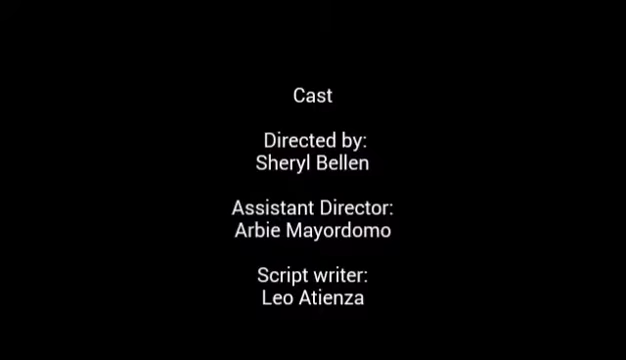 Cast
Directed by:
Sheryl Bellen
Assistant Director:
Arbie Mayordomo
Script writer:
Leo Atienza